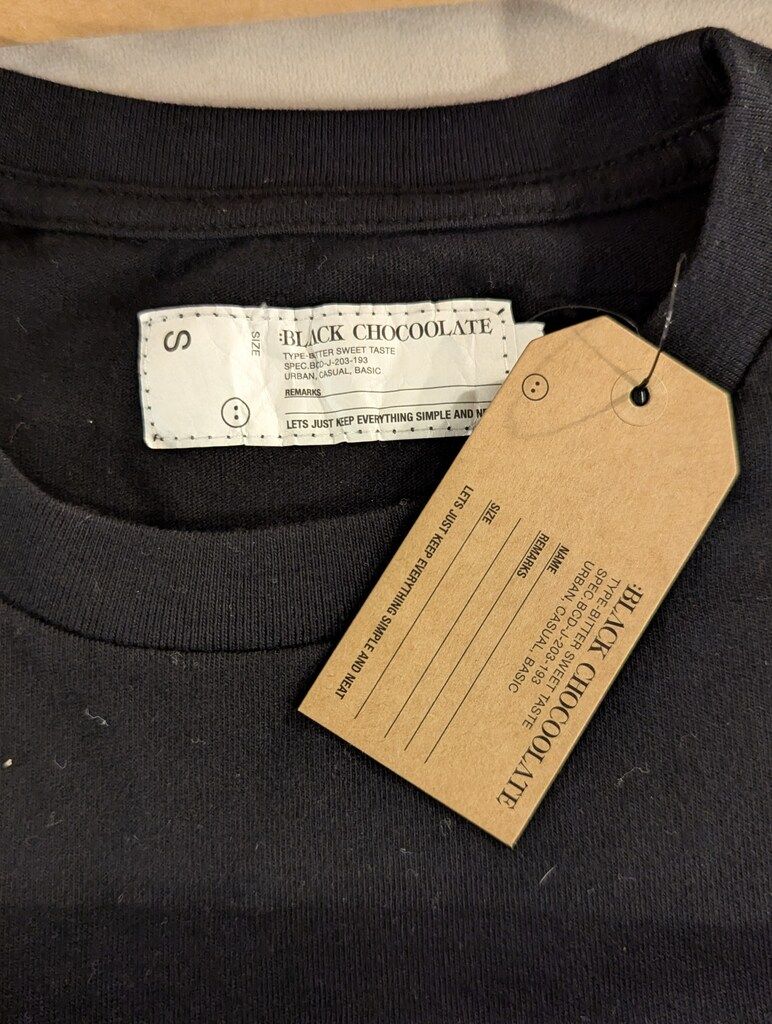 S
SIZE
:BLACK CHOCOOLATE
TYPE-BITTER SWEET TASTE
SPEC.BCD-J-203-193
URBAN, CASUAL, BASIC
REMARKS
LETS JUST KEEP EVERYTHING SIMPLE AND NE
:BLACK CHOCOOLATE
TYPE-BITTER SWEET TASTE
SPEC.BCD-J-203-193
URBAN, CASUAL, BASIC
NAME
REMARKS
SIZE
LETS JUST KEEP EVERYTHING SIMPLE AND NEAT